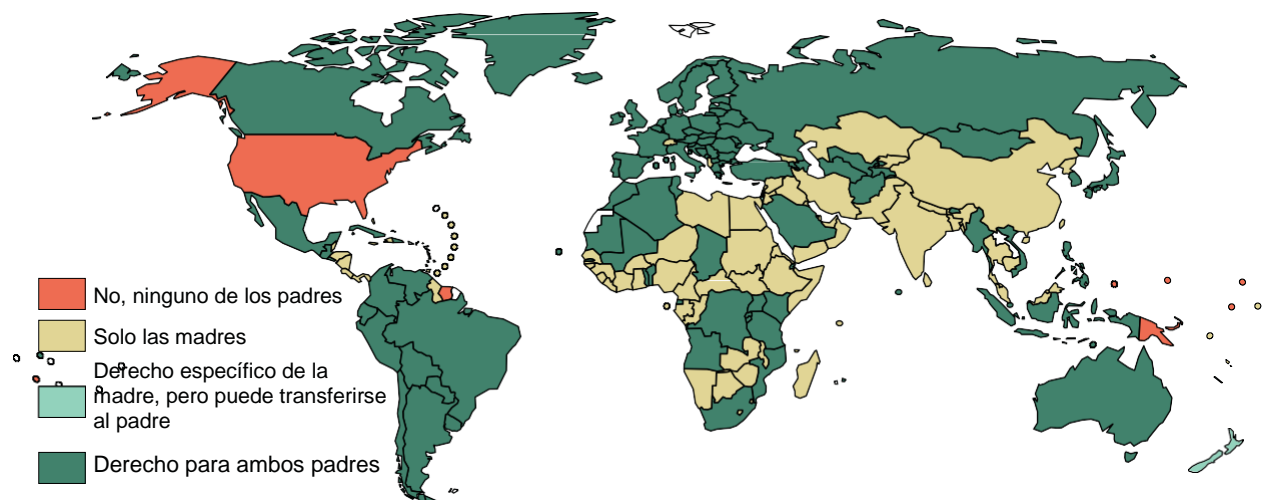 No, ninguno de los padres
Solo las madres
Derecho específico de la
madre, pero puede transferirse
al padre
Derecho para ambos padres